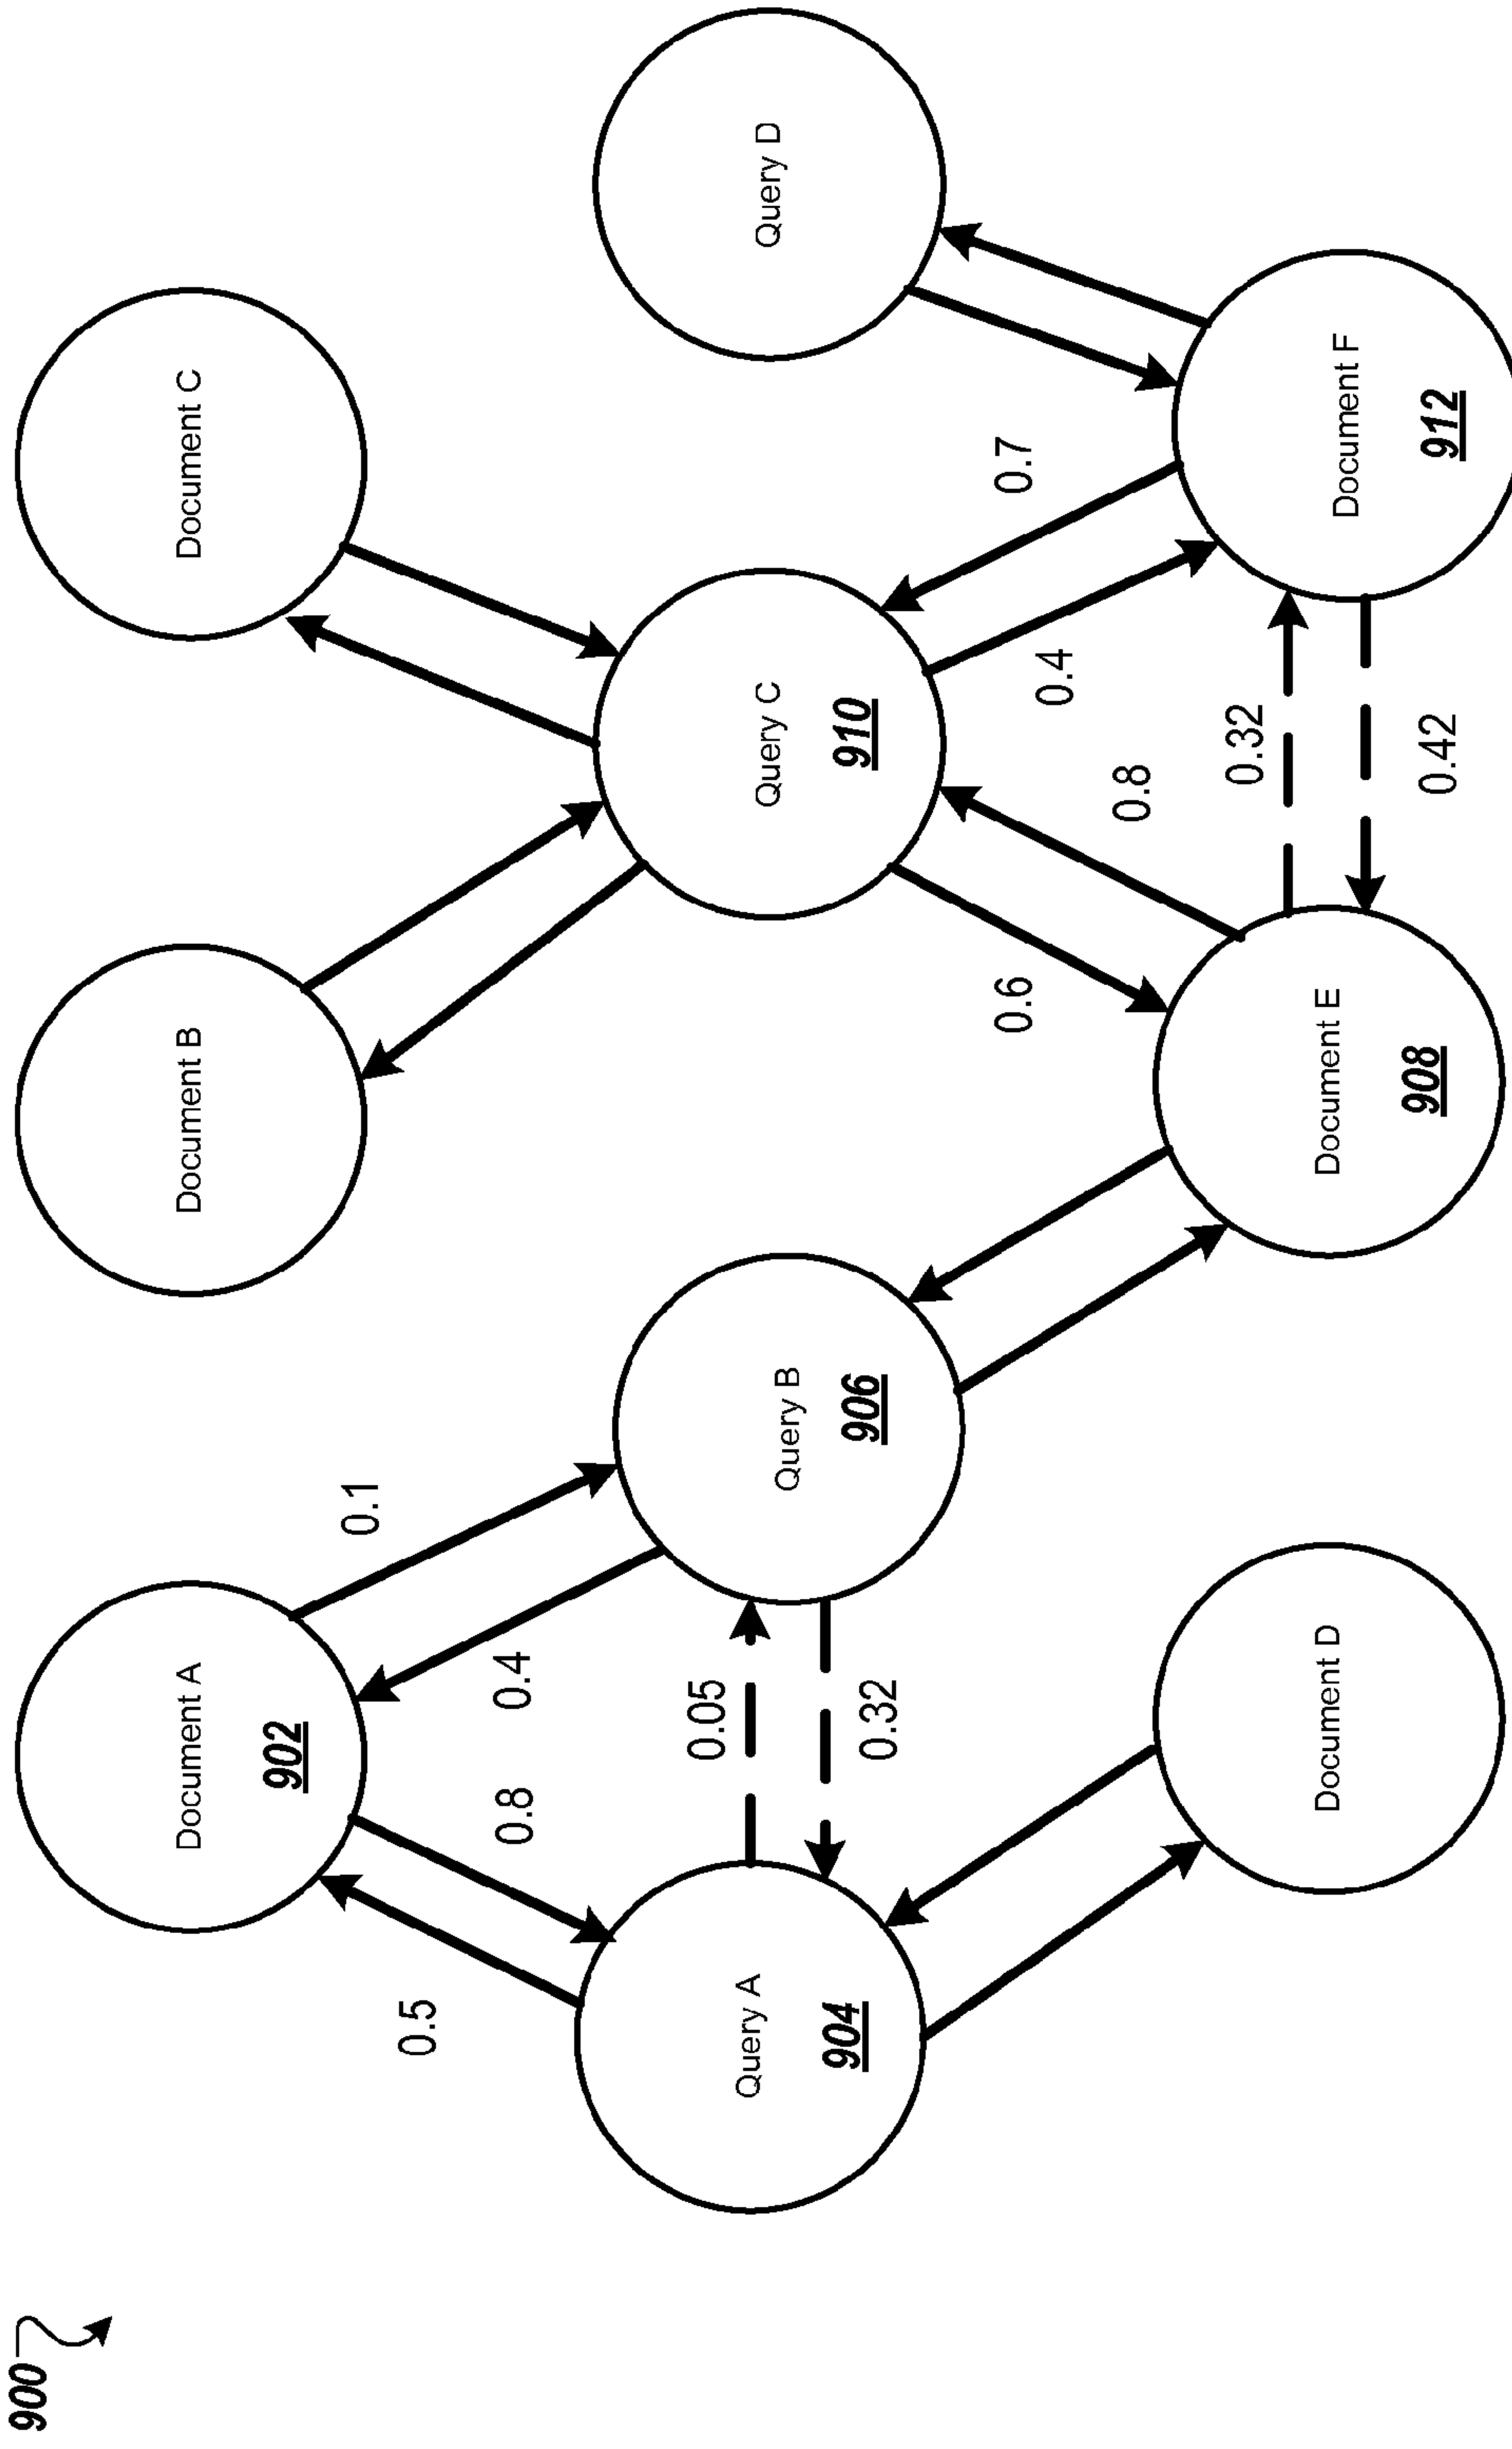 900
Document A
902
Document B
Document C
0.5
0.8
0.4
0.1
Query A
904
0.05
0.32
Query B
906
Query C
910
Query D
0.6
0.8
0.4
0.7
Document D
Document E
908
0.32
0.42
Document F
912